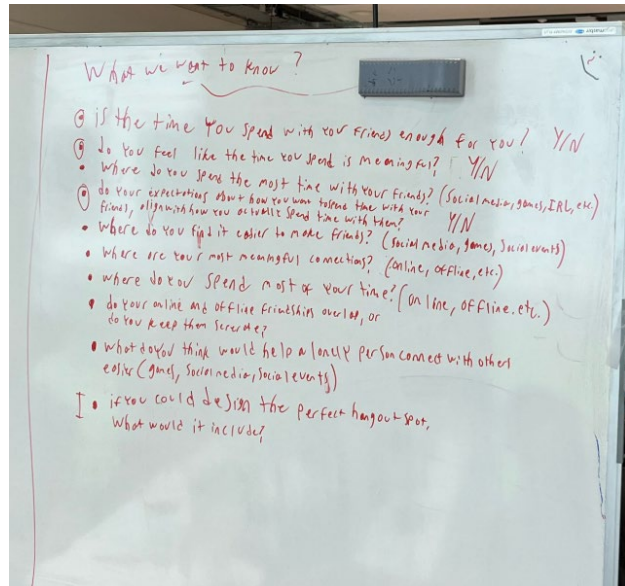 What we want to know?
is the time you spend with your friends enough for you? Y/N
do you feel like the time you spend is meaningful? Y/N
• where do you spend the most time with your friends? (social media, games, IRL, etc.)
do your expectations about how you want to spend time with your
friends, align with how you actually spend time with them? Y/N
• where do you find it easier to make friends? (social media, games, social events)
• where are your most meaningful connections? (online, offline, etc.)
• where do you spend most of your time? (online, offline. etc.)
• do your online and offline friendships overlap, or
do you keep them seperate?
• what do you think would help a lonely person connect with others
easier (games, social media, social events)
I • if you could design the perfect hangout spot,
what would it include?